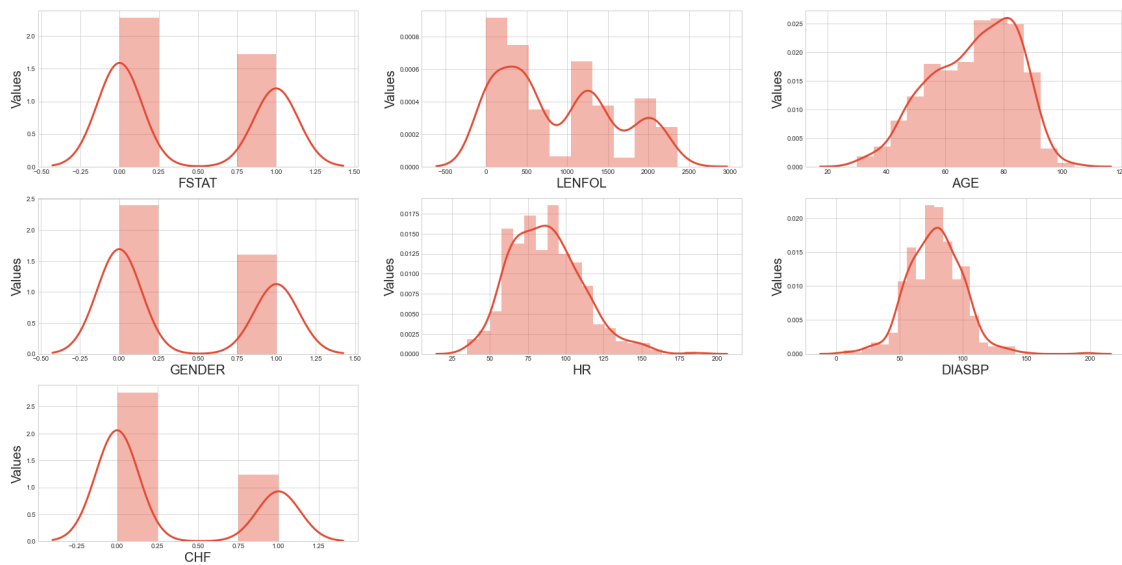 Values
2.0
1.5
1.0
0.5
0.0
−0.50 −0.25 0.00 0.25 0.50 0.75 1.00 1.25 1.50
FSTAT
Values
0.0008
0.0006
0.0004
0.0002
0.0000
−500 0 500 1000 1500 2000 2500 3000
LENFOL
Values
0.025
0.020
0.015
0.010
0.005
0.000
20 40 60 80 100 120
AGE
Values
2.5
2.0
1.5
1.0
0.5
0.0
−0.50 −0.25 0.00 0.25 0.50 0.75 1.00 1.25 1.50
GENDER
Values
0.0175
0.0150
0.0125
0.0100
0.0075
0.0050
0.0025
0.0000
25 50 75 100 125 150 175 200
HR
Values
0.020
0.015
0.010
0.005
0.000
0 50 100 150 200
DIASBP
Values
2.5
2.0
1.5
1.0
0.5
0.0
−0.25 0.00 0.25 0.50 0.75 1.00 1.25
CHF